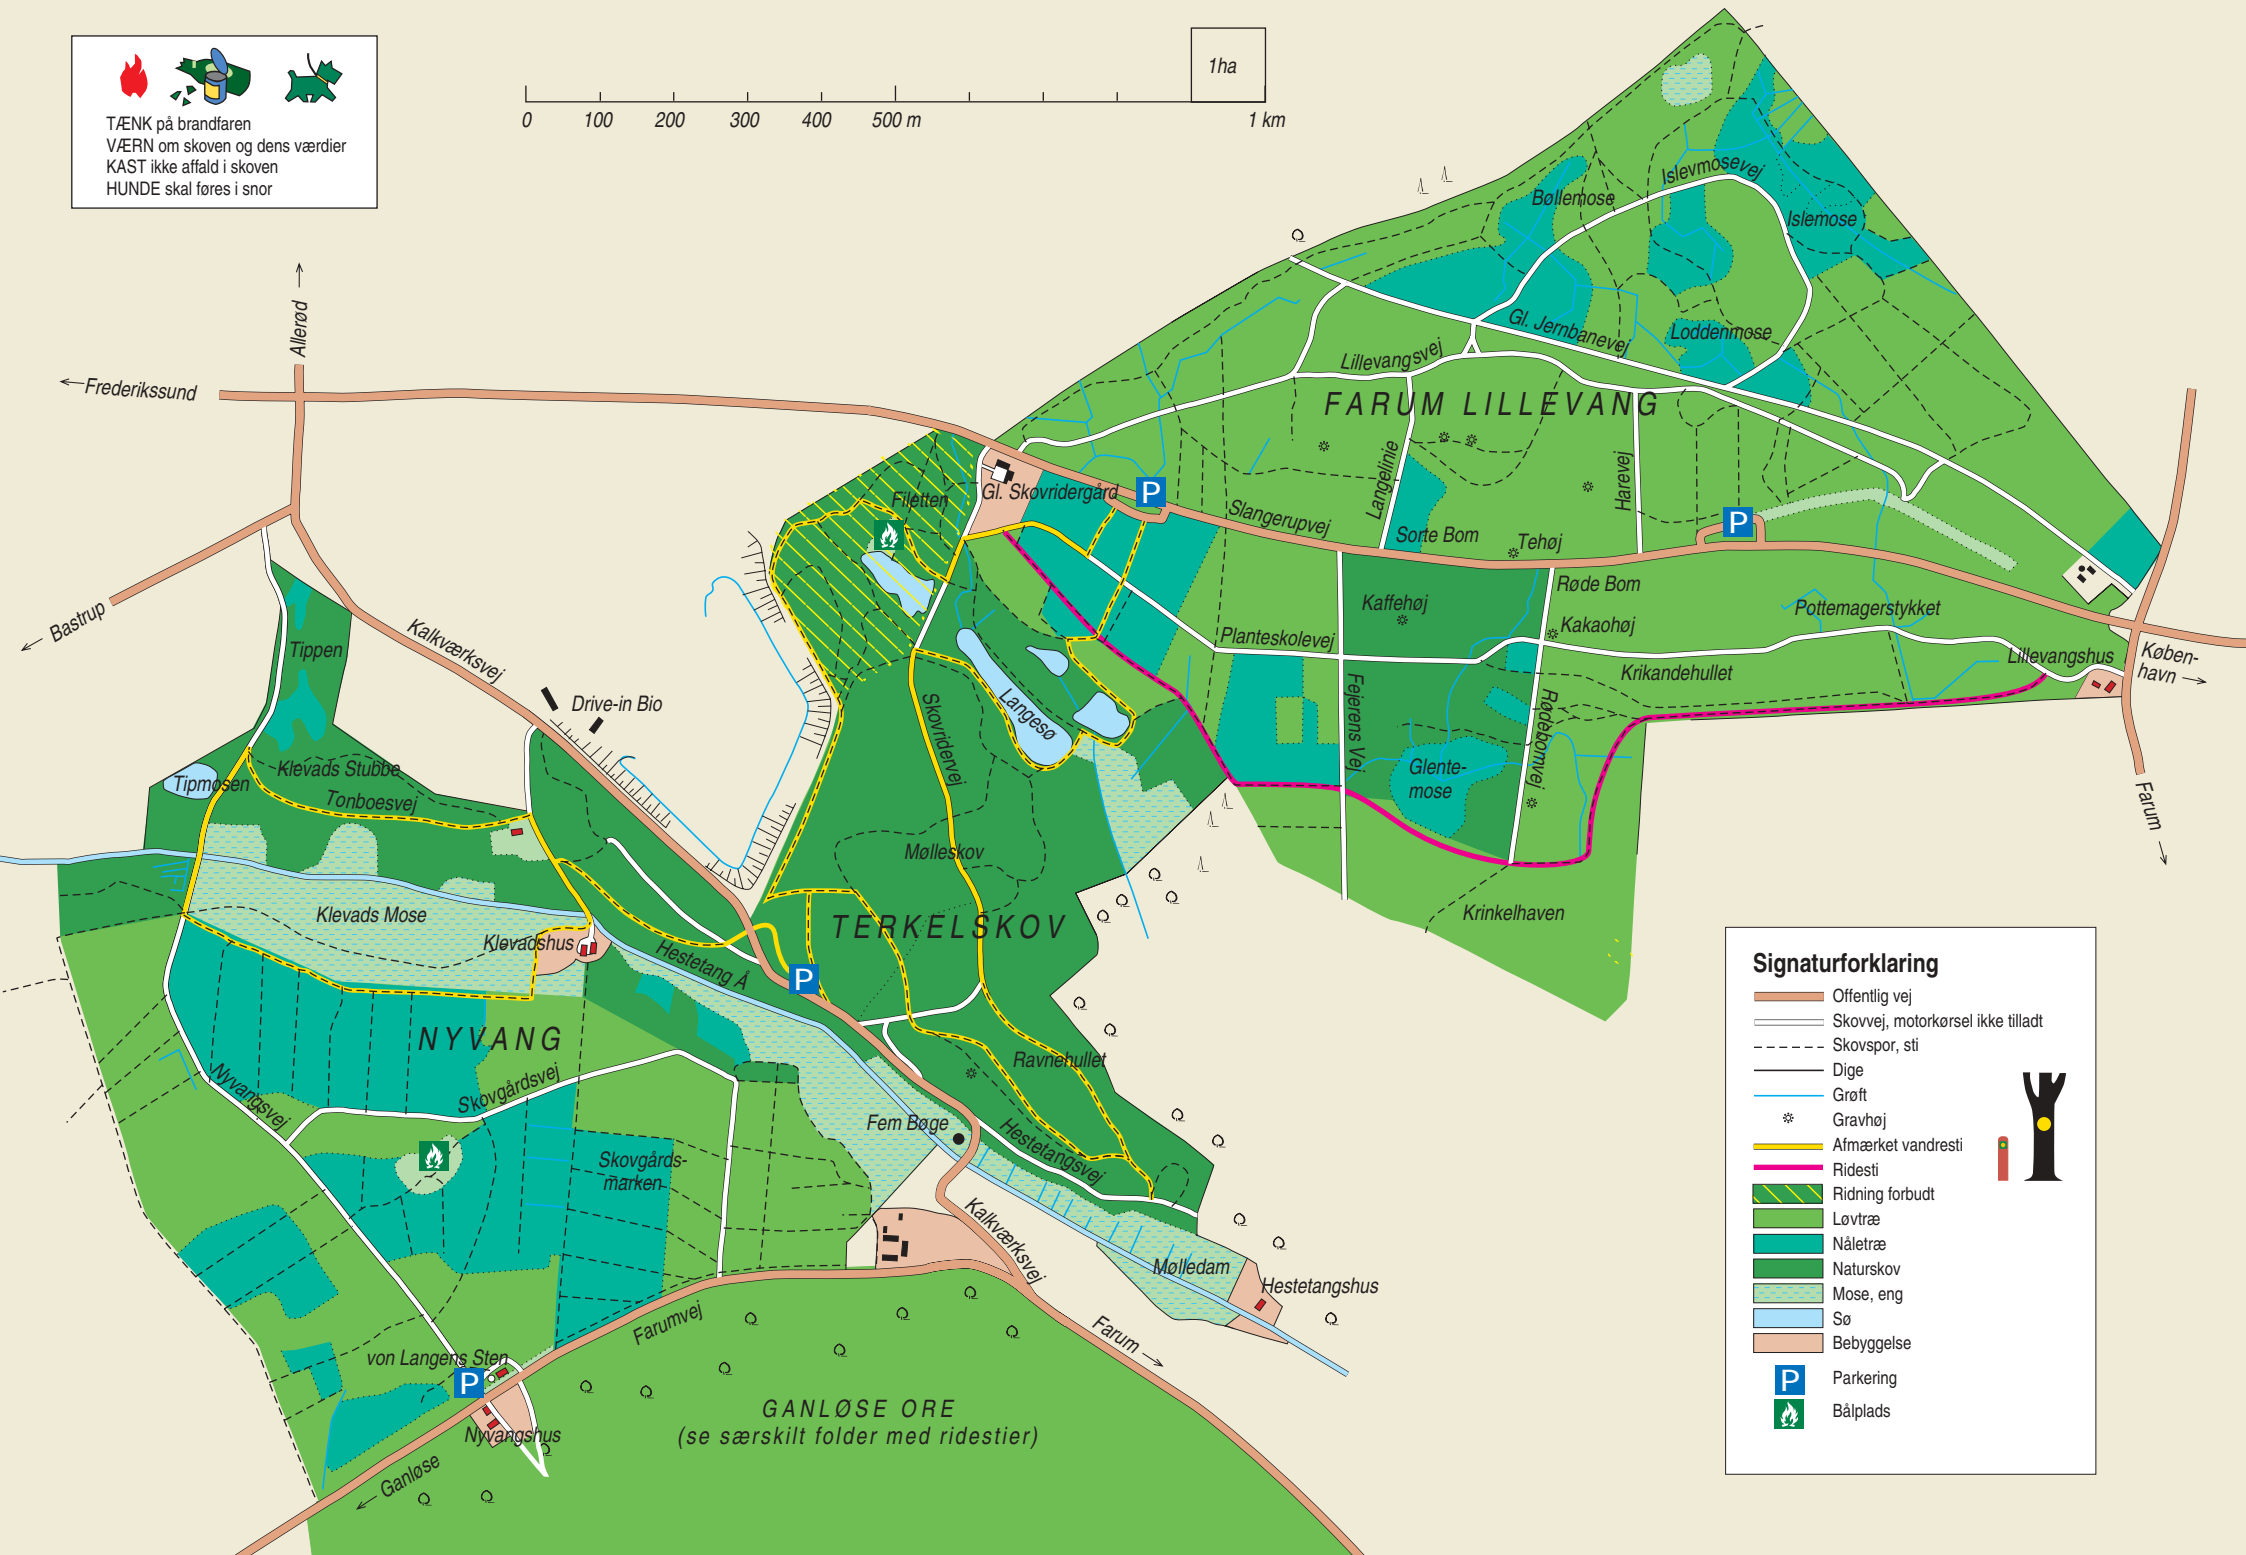 TÆNK på brandfaren
VÆRN om skoven og dens værdier
KAST ikke affald i skoven
HUNDE skal føres i snor
1ha
0 100 200 300 400 500 m 1 km
Allerød
Frederikssund
Bastrup
Kalkværksvej
Drive-in Bio
Tippen
Klevads Stubbe
Tipmosen
Tonboesvej
Klevads Mose
Klevadshus
Hestetang Å
NYVANG
Nyvangsvej
Skovgårdsvej
Skovgårds-
marken
von Langens Sten
P
Nyvangshus
Ganløse
Farumvej
GANLØSE ORE
(se særskilt folder med ridestier)
Farum
Kalkværksvej
Fem Bøge
Hestetangsvej
Mølledam
Hestetangshus
Ravnehullet
TERKELSKOV
P
Mølleskov
Skovridervej
Langesø
Filetten
Gl. Skovridergård
P
Slangerupvej
Planteskolevej
FARUM LILLEVANG
Lillevangsvej
Gl. Jernbanevej
Bøllemose
Islevmosevej
Islemose
Loddenmose
Langelinie
Harevej
Sorte Bom
Tehøj
P
Røde Bom
Kaffehøj
Kakaohøj
Pottemagerstykket
Krikandehullet
Lillevangshus
Køben-
havn
Farum
Fejerens Vej
Rødebomvej
Glente-
mose
Krinkelhaven
Signaturforklaring
Offentlig vej
Skovvej, motorkørsel ikke tilladt
Skovspor, sti
Dige
Grøft
Gravhøj
Afmærket vandresti
Ridesti
Ridning forbudt
Løvtræ
Nåletræ
Naturskov
Mose, eng
Sø
Bebyggelse
P Parkering
Bålplads